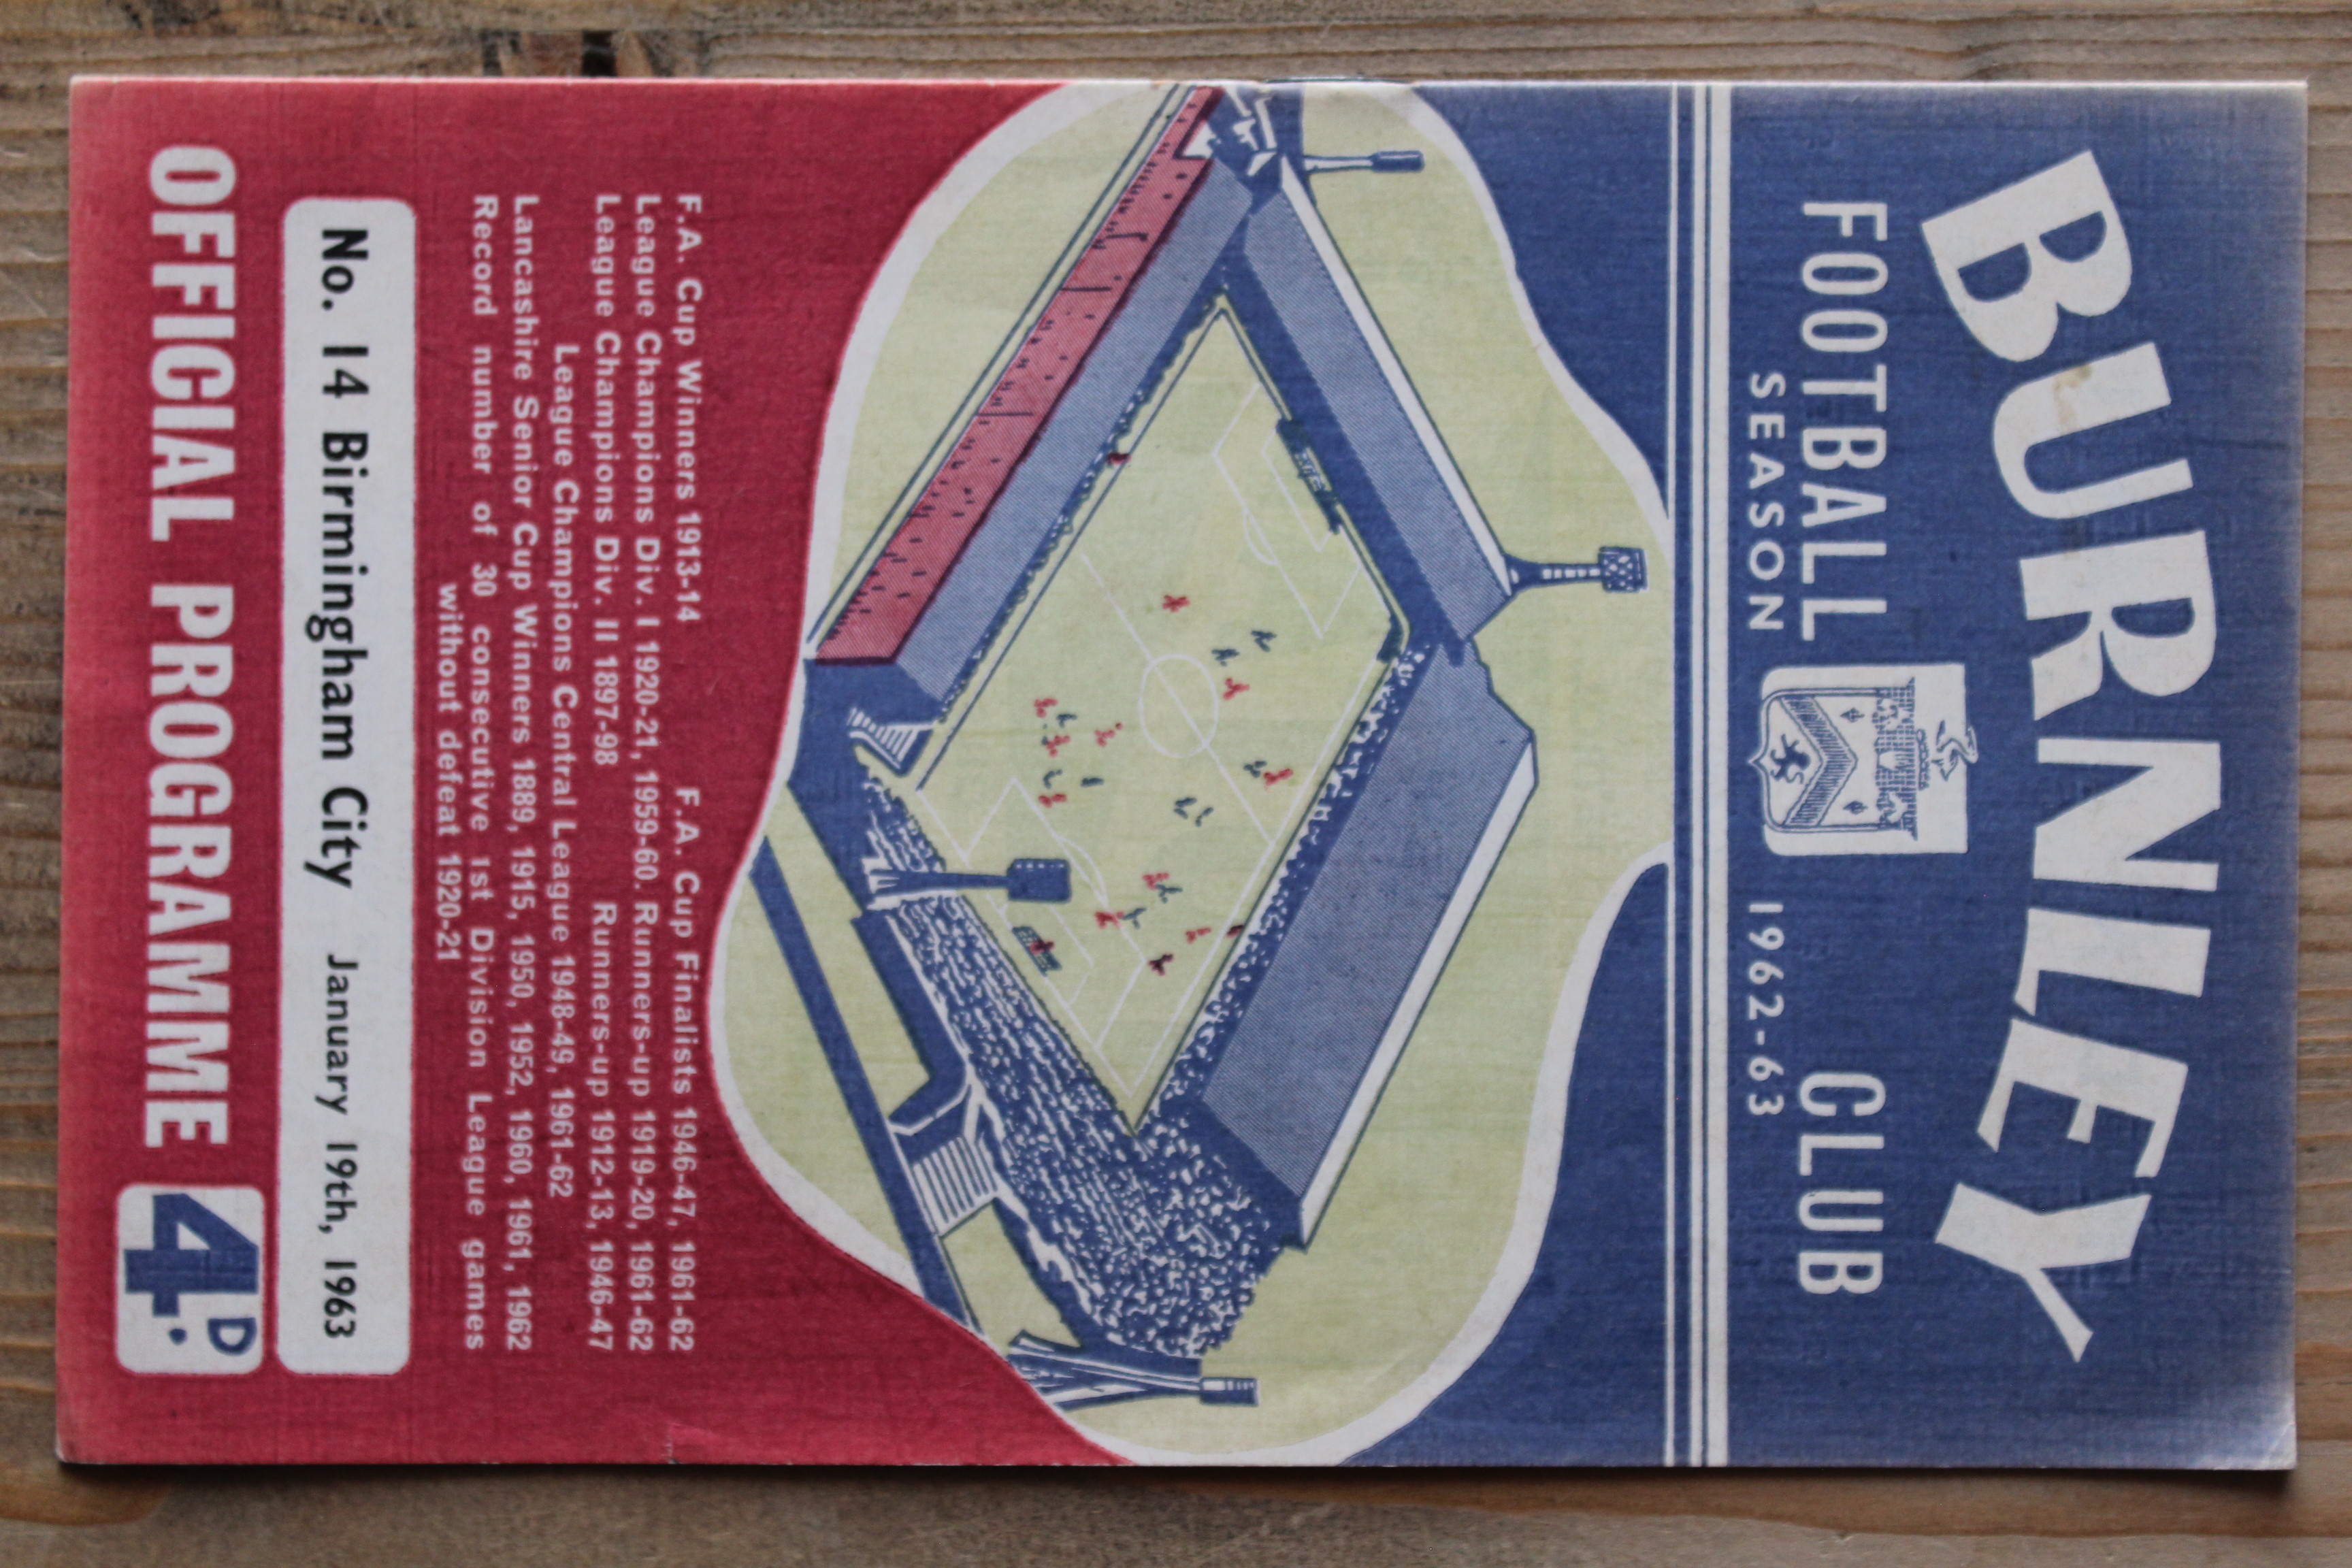 BURNLEY
FOOTBALL CLUB
SEASON 1962-63
F.A. Cup Winners 1913-14 F.A. Cup Finalists 1946-47, 1961-62
League Champions Div. I 1920-21, 1959-60. Runners-up 1919-20, 1961-62
League Champions Div. II 1897-98 Runners-up 1912-13, 1946-47
League Champions Central League 1948-49, 1961-62
Lancashire Senior Cup Winners 1889, 1915, 1950, 1952, 1960, 1961, 1962
Record number of 30 consecutive 1st Division League games
without defeat 1920-21
No. 14 Birmingham City January 19th, 1963
OFFICIAL PROGRAMME 4D.